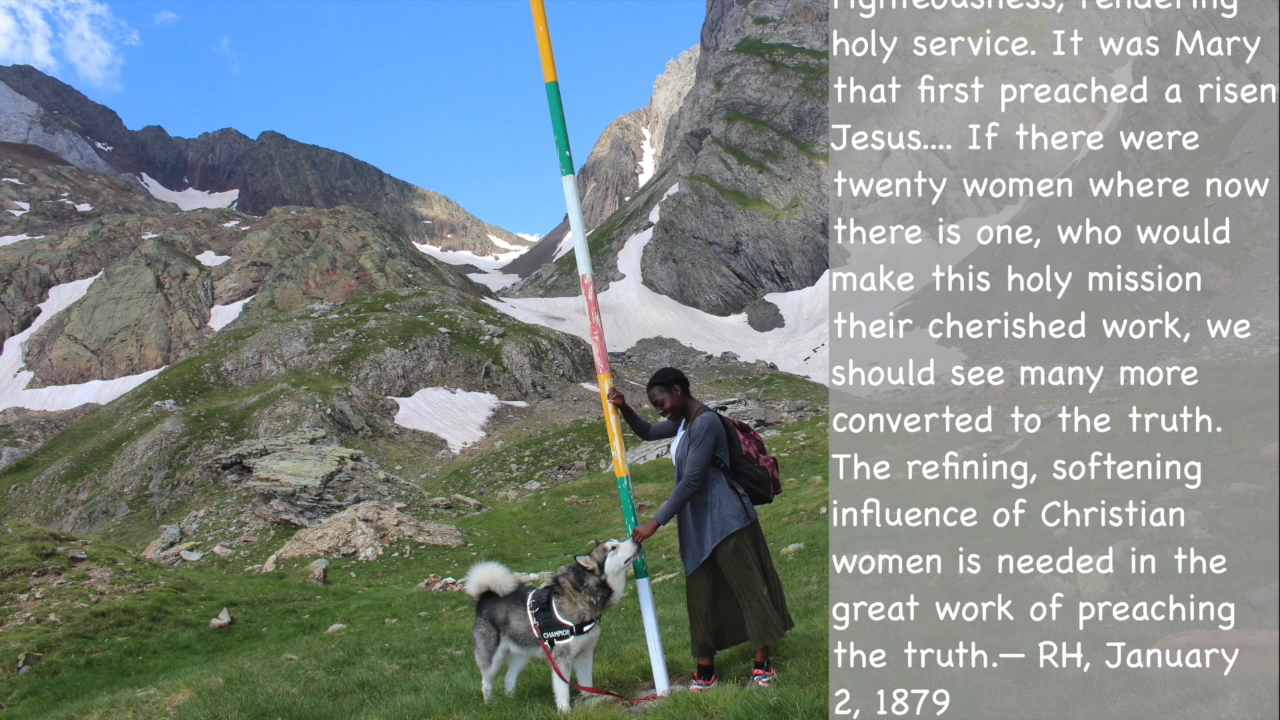 righteousness, rendering
holy service. It was Mary
that first preached a risen
Jesus.... If there were
twenty women where now
there is one, who would
make this holy mission
their cherished work, we
should see many more
converted to the truth.
The refining, softening
influence of Christian
women is needed in the
great work of preaching
the truth.— RH, January
2, 1879
CHAMPION